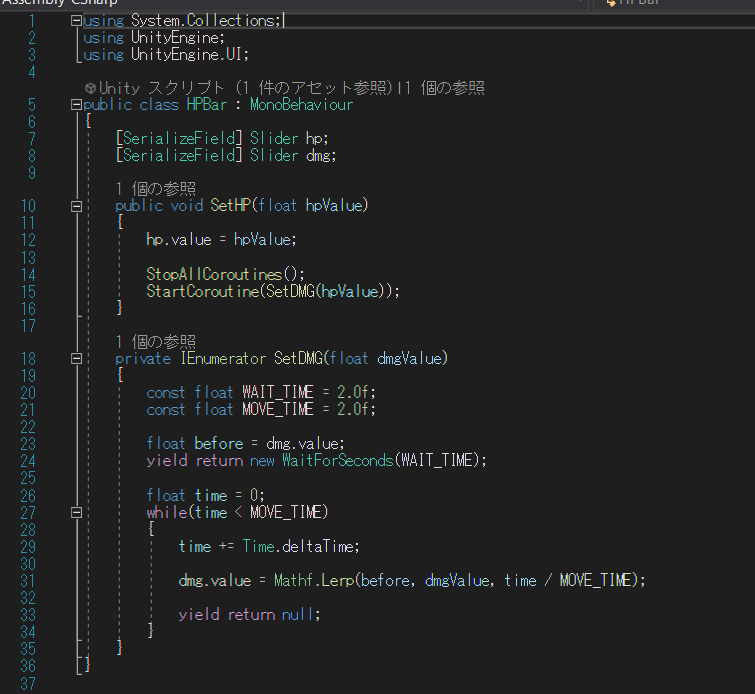 Assembly-CSharp
HPBar
1 using System.Collections;
2 using UnityEngine;
3 using UnityEngine.UI;
4
Unity スクリプト (1 件のアセット参照)|1 個の参照
5 public class HPBar : MonoBehaviour
6 {
7 [SerializeField] Slider hp;
8 [SerializeField] Slider dmg;
9
1 個の参照
10 public void SetHP(float hpValue)
11 {
12 hp.value = hpValue;
13
14 StopAllCoroutines();
15 StartCoroutine(SetDMG(hpValue));
16 }
17
1 個の参照
18 private IEnumerator SetDMG(float dmgValue)
19 {
20 const float WAIT_TIME = 2.0f;
21 const float MOVE_TIME = 2.0f;
22
23 float before = dmg.value;
24 yield return new WaitForSeconds(WAIT_TIME);
25
26 float time = 0;
27 while(time < MOVE_TIME)
28 {
29 time += Time.deltaTime;
30
31 dmg.value = Mathf.Lerp(before, dmgValue, time / MOVE_TIME);
32
33 yield return null;
34 }
35 }
36 }
37